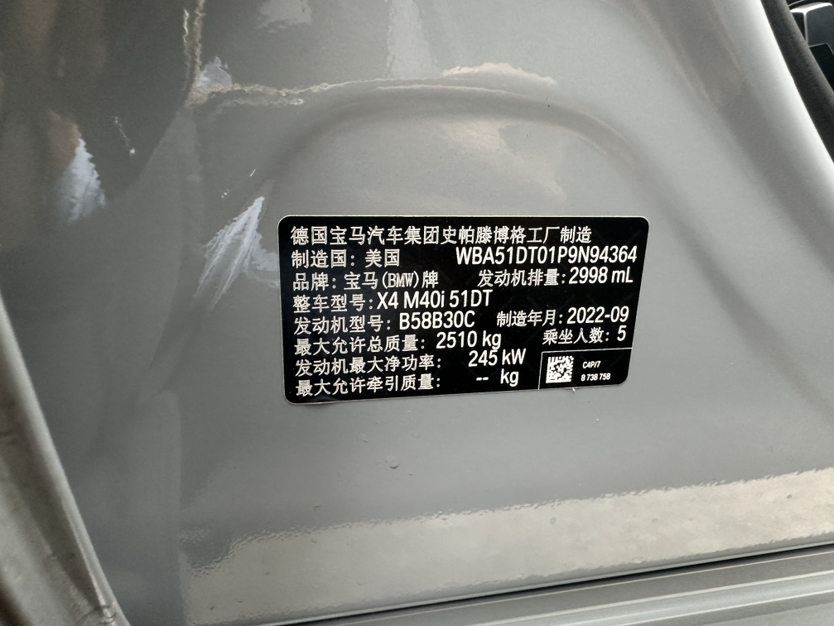 德国宝马汽车集团史帕滕博格工厂制造
制造国: 美国 WBA51DT01P9N94364
品牌: 宝马(BMW)牌 发动机排量: 2998 mL
整车型号: X4 M40i 51DT
发动机型号: B58B30C 制造年月: 2022-09
最大允许总质量: 2510 kg 乘坐人数: 5
发动机最大净功率: 245 kW
最大允许牵引质量: -- kg
C4P/7
8 738 758